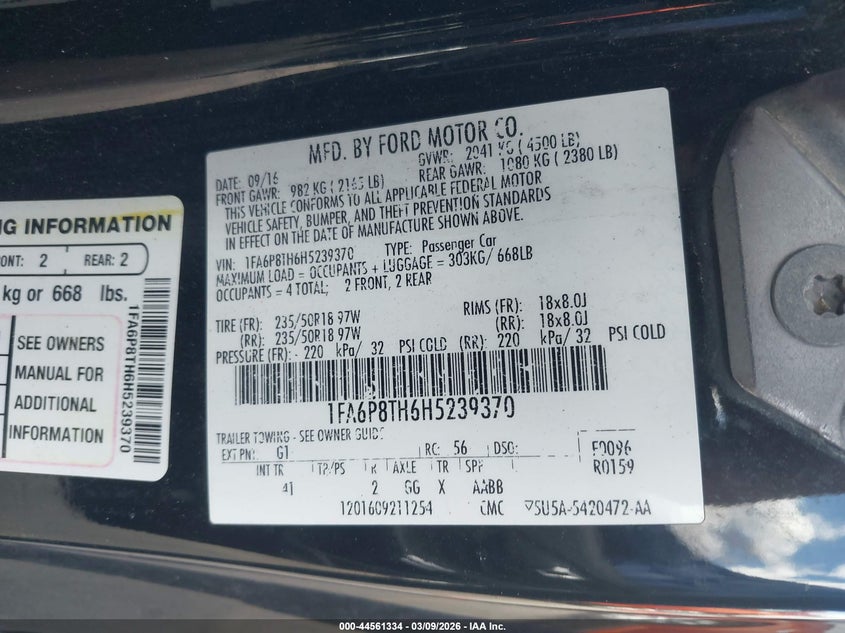 NG INFORMATION
ONT: 2 REAR: 2
kg or 668 lbs.
SEE OWNERS
MANUAL FOR
ADDITIONAL
INFORMATION
1FA6P8TH6H5239370
MFD. BY FORD MOTOR CO.
DATE: 09/16 GVWR: 2041 KG ( 4500 LB)
FRONT GAWR: 982 KG ( 2165 LB) REAR GAWR: 1080 KG ( 2380 LB)
THIS VEHICLE CONFORMS TO ALL APPLICABLE FEDERAL MOTOR
VEHICLE SAFETY, BUMPER, AND THEFT PREVENTION STANDARDS
IN EFFECT ON THE DATE OF MANUFACTURE SHOWN ABOVE.
VIN: 1FA6P8TH6H5239370 TYPE: Passenger Car
MAXIMUM LOAD = OCCUPANTS + LUGGAGE = 303KG/ 668LB
OCCUPANTS = 4 TOTAL; 2 FRONT, 2 REAR
TIRE (FR): 235/50R18 97W RIMS (FR): 18x8.0J
(RR): 235/50R18 97W (RR): 18x8.0J
PRESSURE (FR): 220 kPa/ 32 PSI COLD (RR): 220 kPa/ 32 PSI COLD
1FA6P8TH6H5239370
TRAILER TOWING - SEE OWNER GUIDE
EXT PNT: G1 RC: 56 DSO: F0096
R0159
INT TR TP/PS R AXLE TR SPR
41 2 GG X AABB
1201609211254 CMC
000-44561334 | 03/09/2026 - IAA Inc.